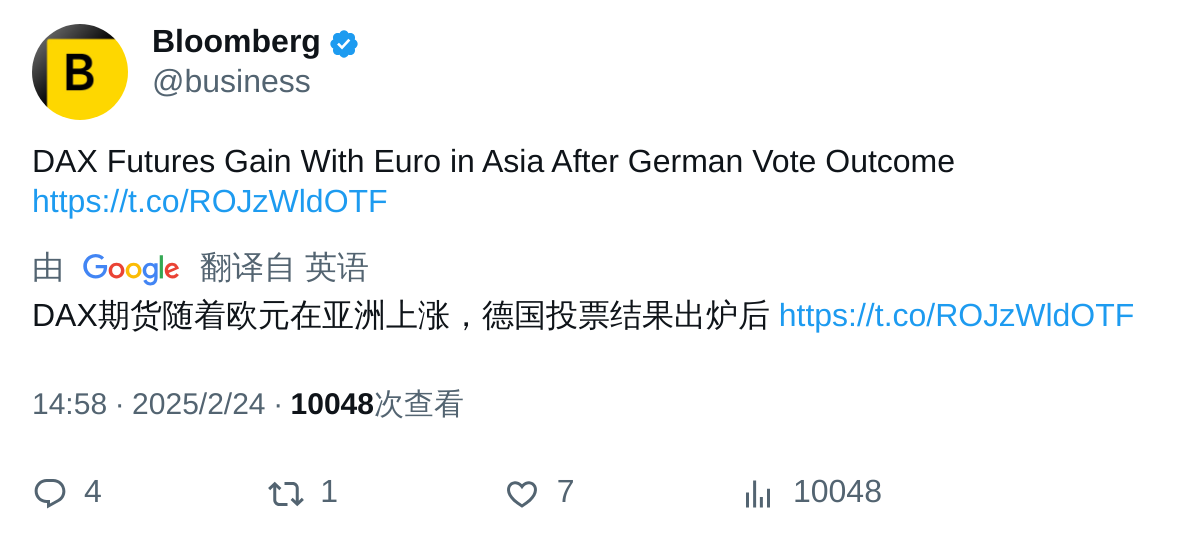 B
Bloomberg
@business
DAX Futures Gain With Euro in Asia After German Vote Outcome
https://t.co/ROJzWldOTF
由 Google 翻译自 英语
DAX期货随着欧元在亚洲上涨，德国投票结果出炉后 https://t.co/ROJzWldOTF
14:58 · 2025/2/24 · 10048次查看
4 1 7 10048